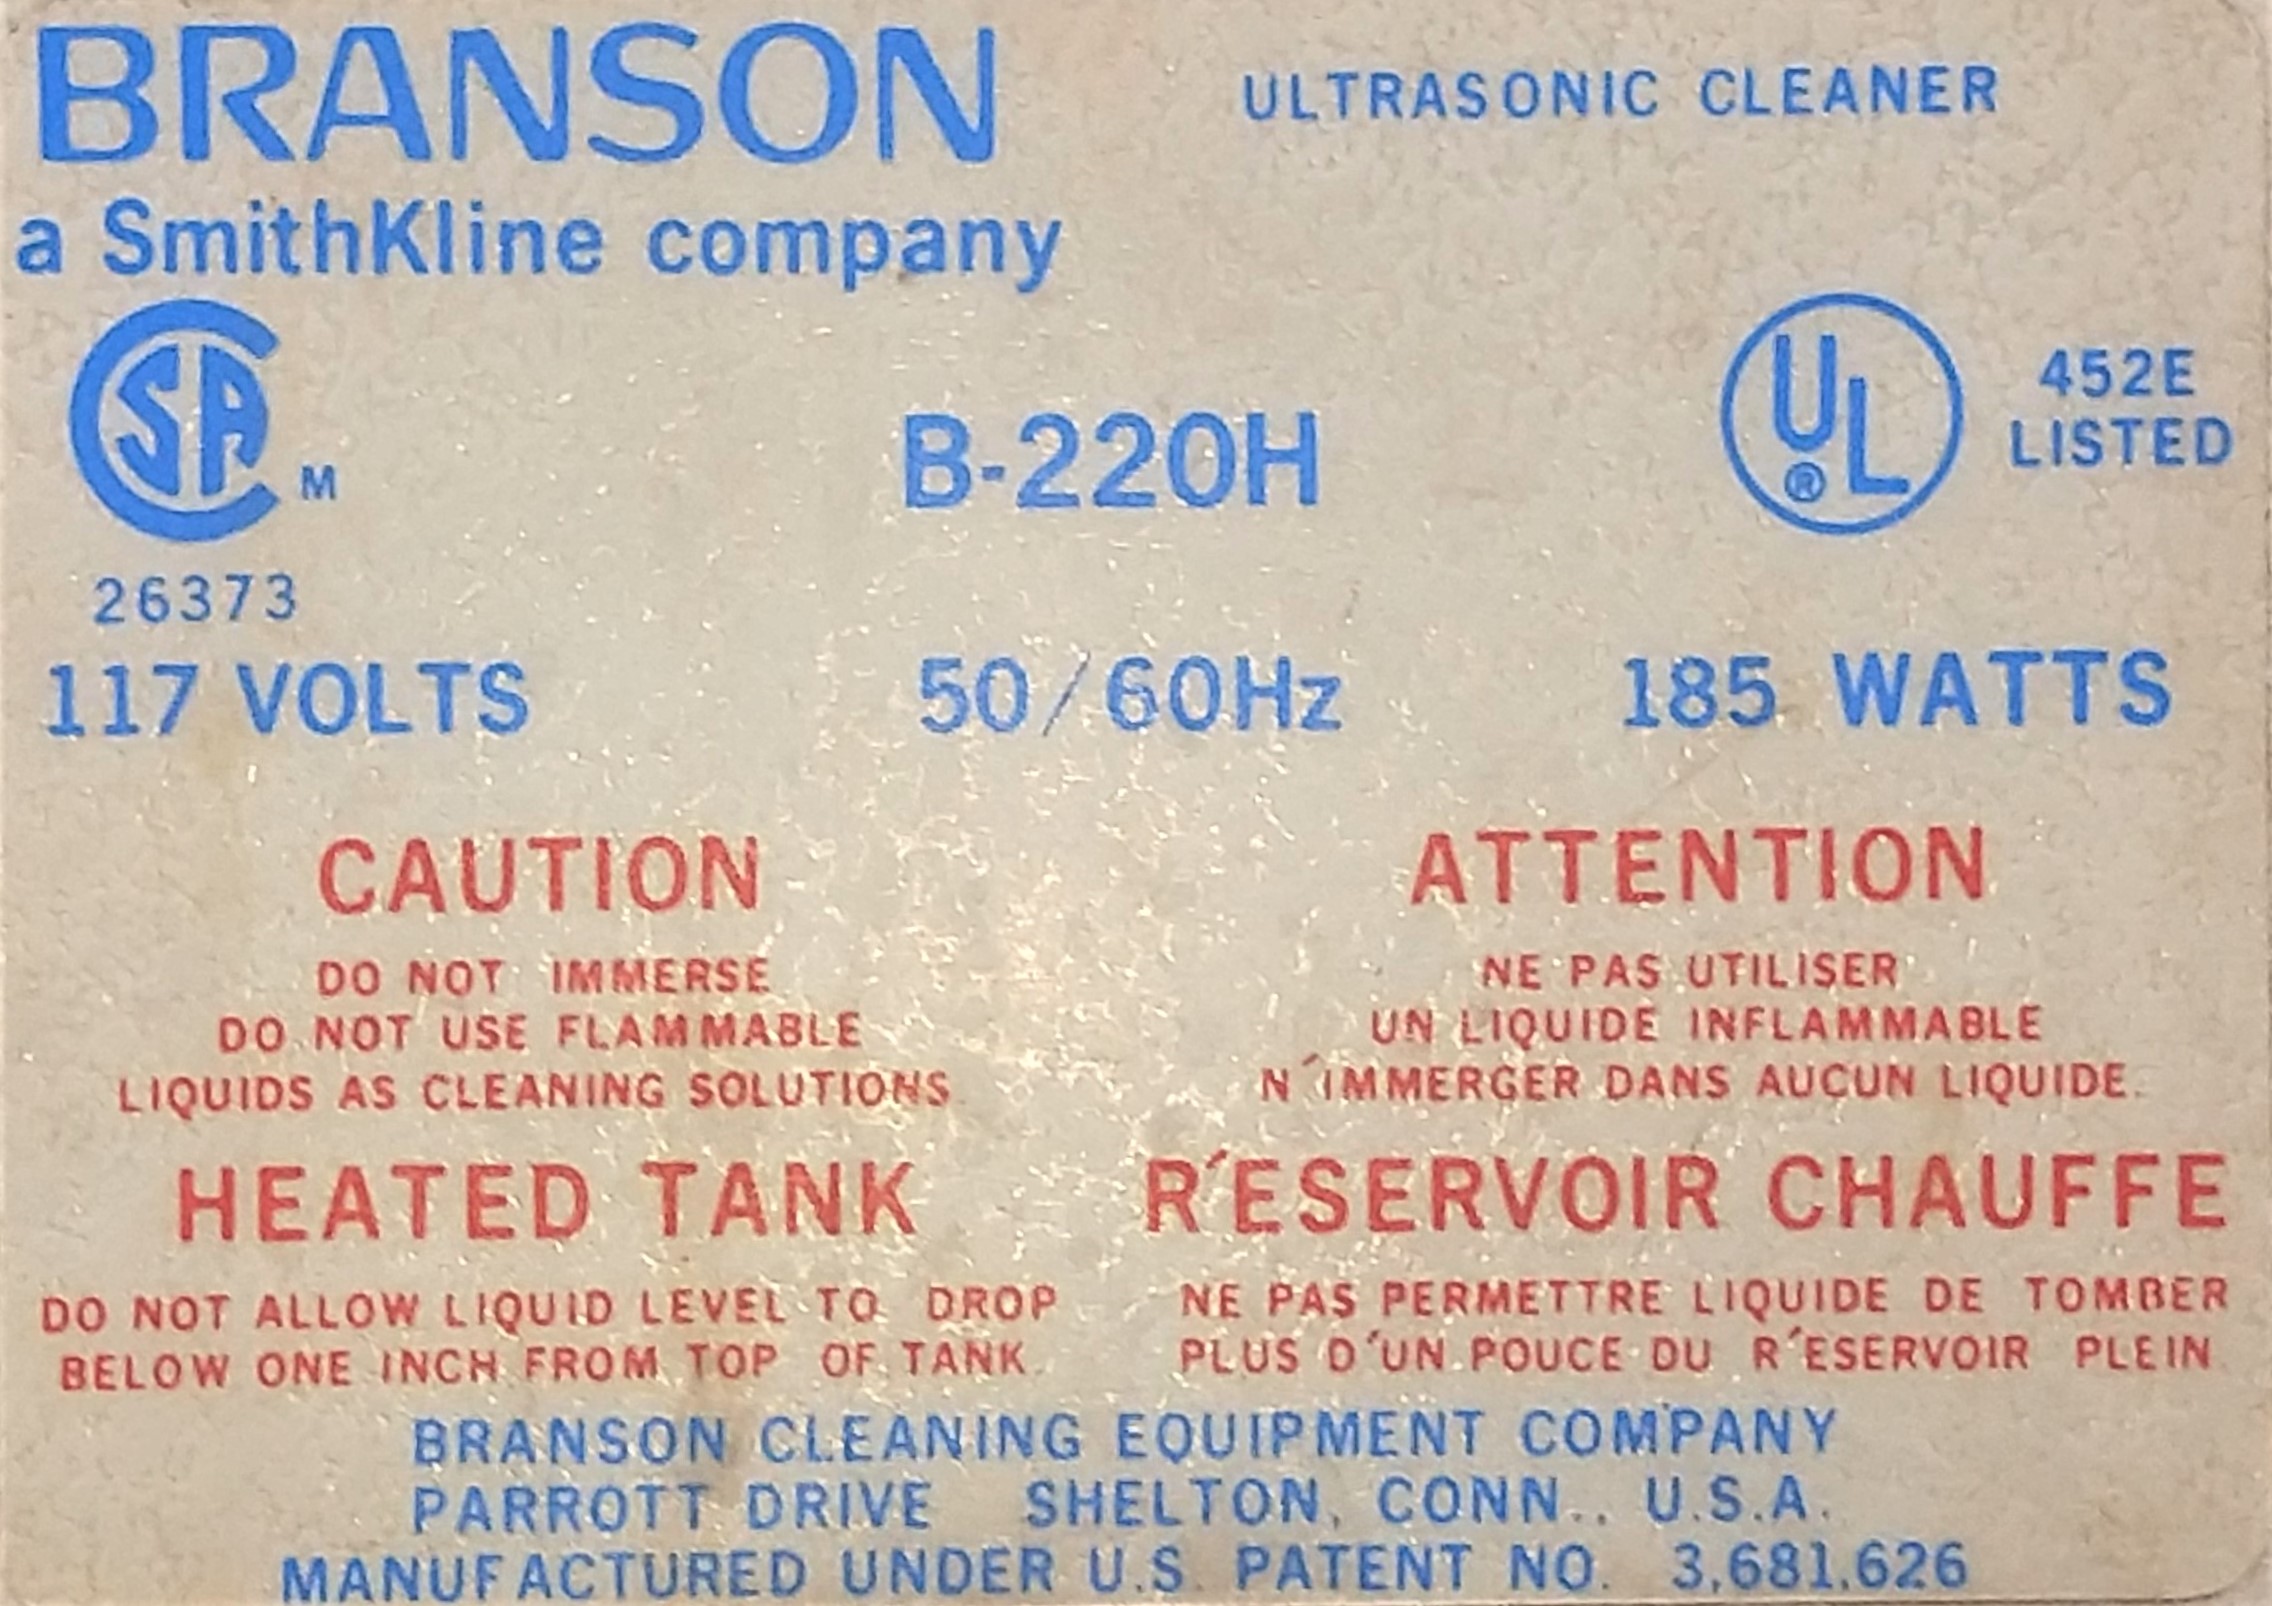 BRANSON
ULTRASONIC CLEANER
a SmithKline company
CSA M
UL ®
452E
LISTED
B-220H
26373
117 VOLTS 50/60Hz 185 WATTS
CAUTION
DO NOT IMMERSE
DO NOT USE FLAMMABLE
LIQUIDS AS CLEANING SOLUTIONS
ATTENTION
NE PAS UTILISER
UN LIQUIDE INFLAMMABLE
N´IMMERGER DANS AUCUN LIQUIDE.
HEATED TANK
DO NOT ALLOW LIQUID LEVEL TO DROP
BELOW ONE INCH FROM TOP OF TANK
R´ESERVOIR CHAUFFE
NE PAS PERMETTRE LIQUIDE DE TOMBER
PLUS D´UN POUCE DU R´ESERVOIR PLEIN
BRANSON CLEANING EQUIPMENT COMPANY
PARROTT DRIVE SHELTON, CONN., U.S.A.
MANUFACTURED UNDER U.S. PATENT NO. 3,681,626